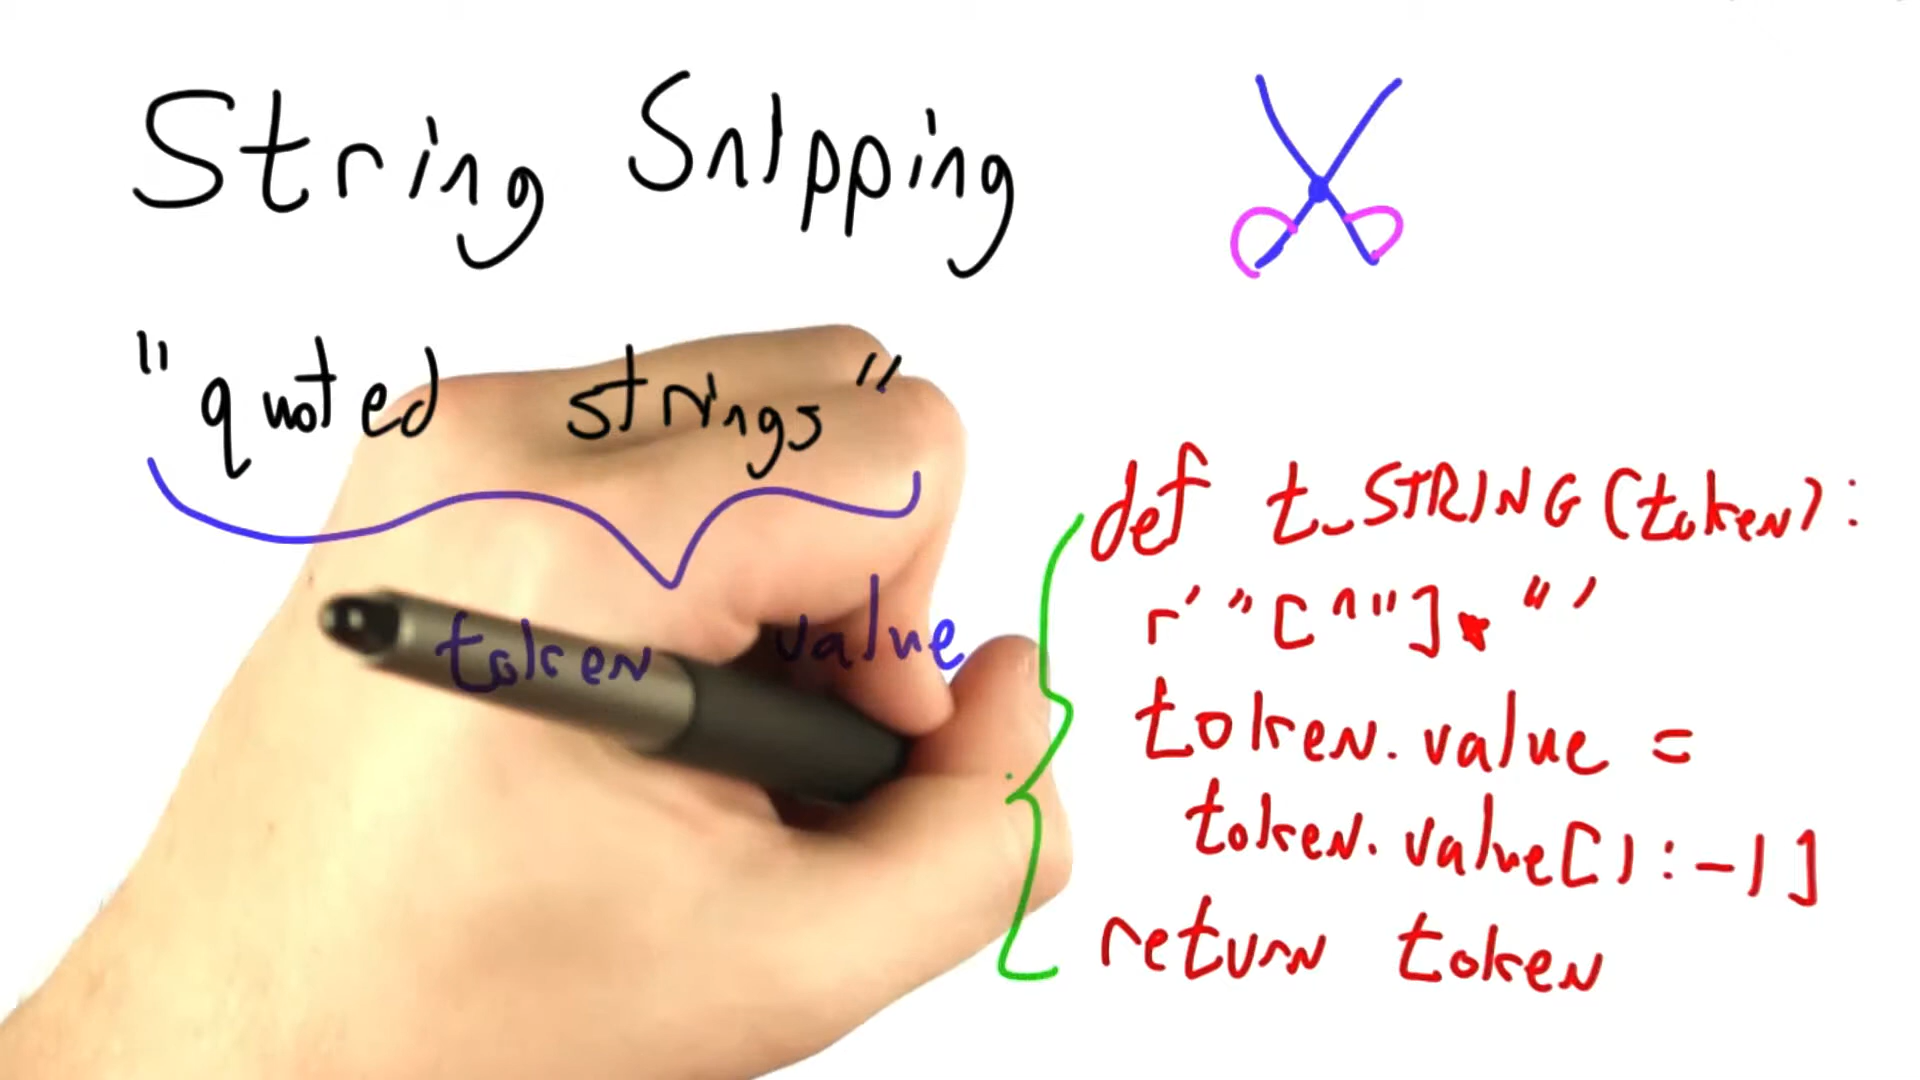 String Snipping
"quoted strings"
token value
def t_STRING(token):
r'"[^"]*"'
token.value =
token.value[1:-1]
return token